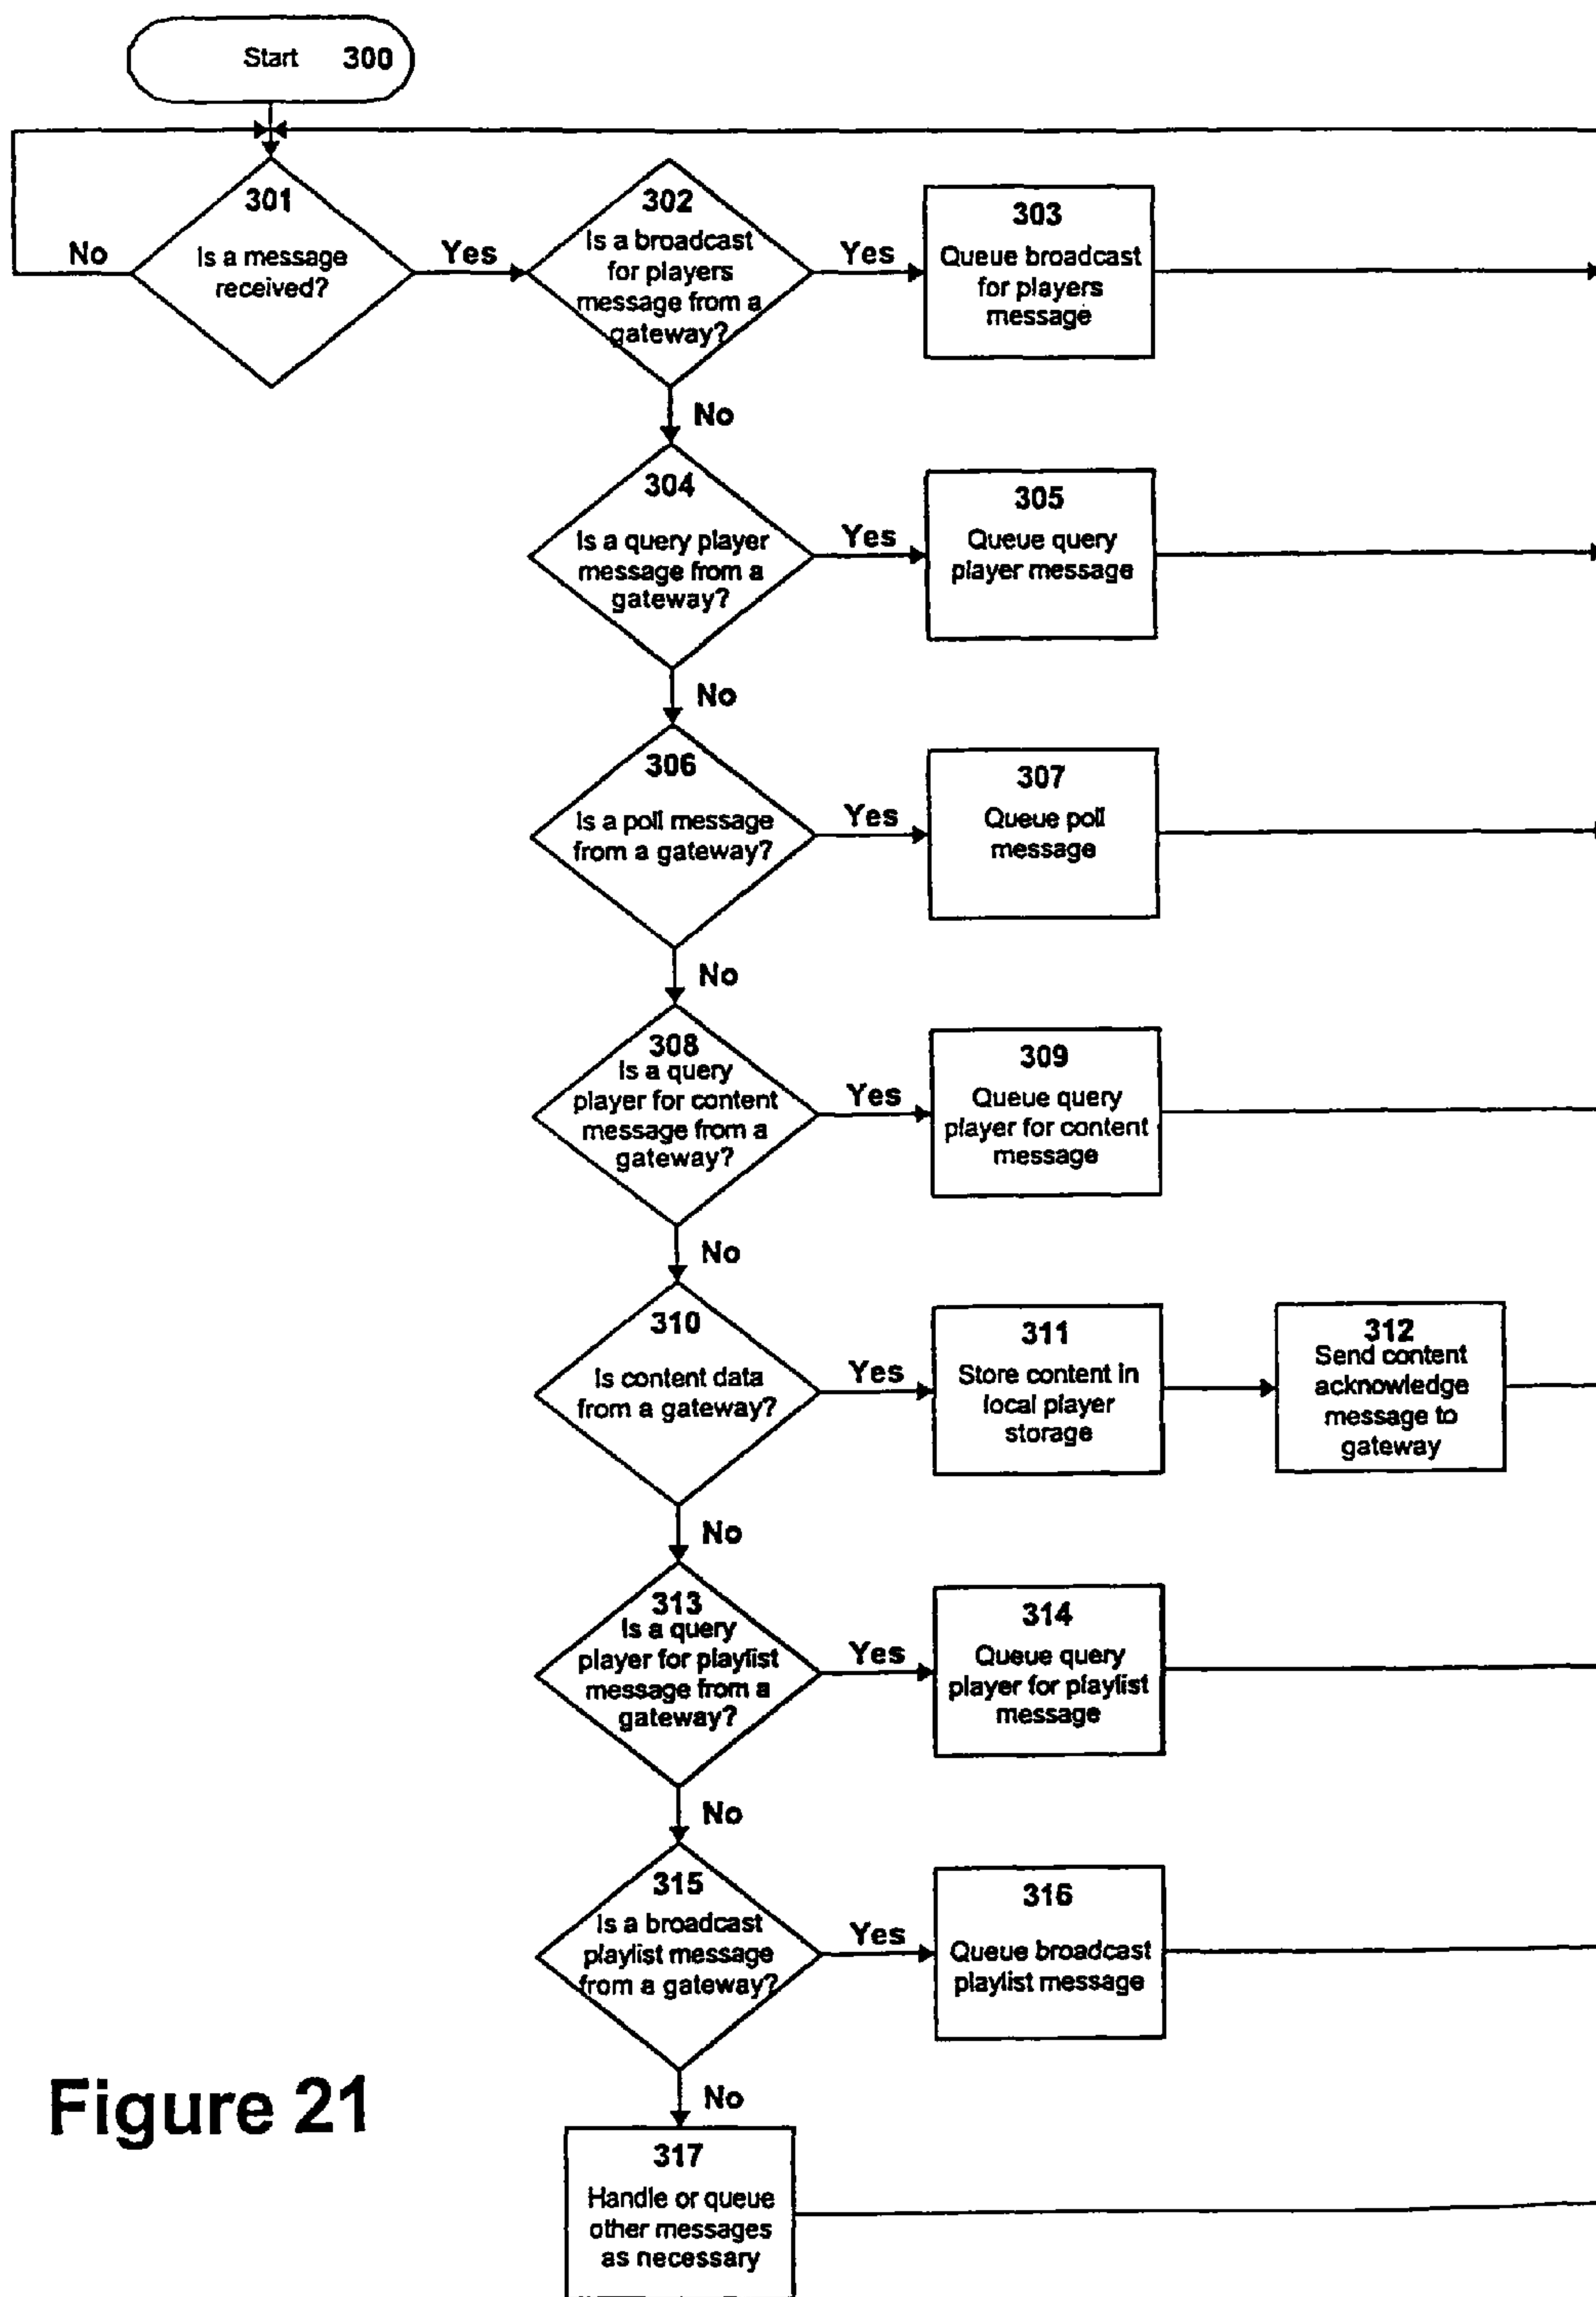 Start 300
301
Is a message
received?
No
Yes
302
Is a broadcast
for players
message from a
gateway?
Yes
303
Queue broadcast
for players
message
No
304
Is a query player
message from a
gateway?
Yes
305
Queue query
player message
No
306
Is a poll message
from a gateway?
Yes
307
Queue poll
message
No
308
Is a query
player for content
message from a
gateway?
Yes
309
Queue query
player for content
message
No
310
Is content data
from a gateway?
Yes
311
Store content in
local player
storage
312
Send content
acknowledge
message to
gateway
No
313
Is a query
player for playlist
message from a
gateway?
Yes
314
Queue query
player for playlist
message
No
315
Is a broadcast
playlist message
from a gateway?
Yes
316
Queue broadcast
playlist message
No
317
Handle or queue
other messages
as necessary
Figure 21